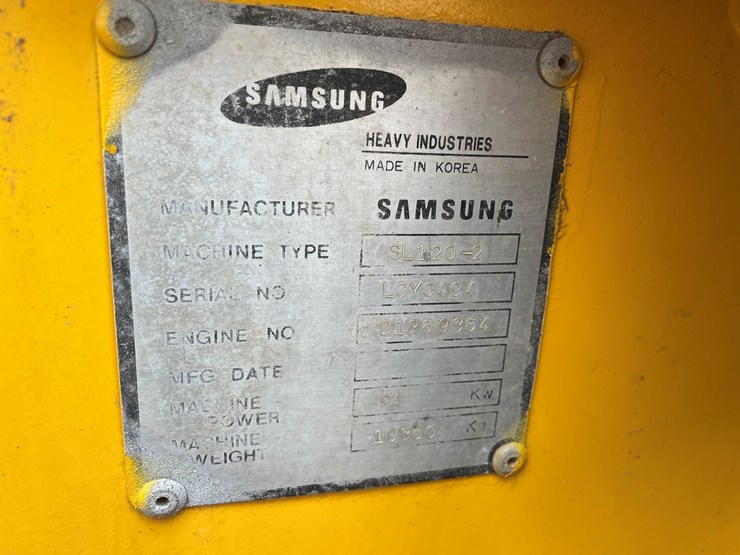 SAMSUNG
HEAVY INDUSTRIES
MADE IN KOREA
MANUFACTURER SAMSUNG
MACHINE TYPE SL120-2
SERIAL NO
ENGINE NO
MFG DATE
MACHINE POWER KW
MACHINE WEIGHT